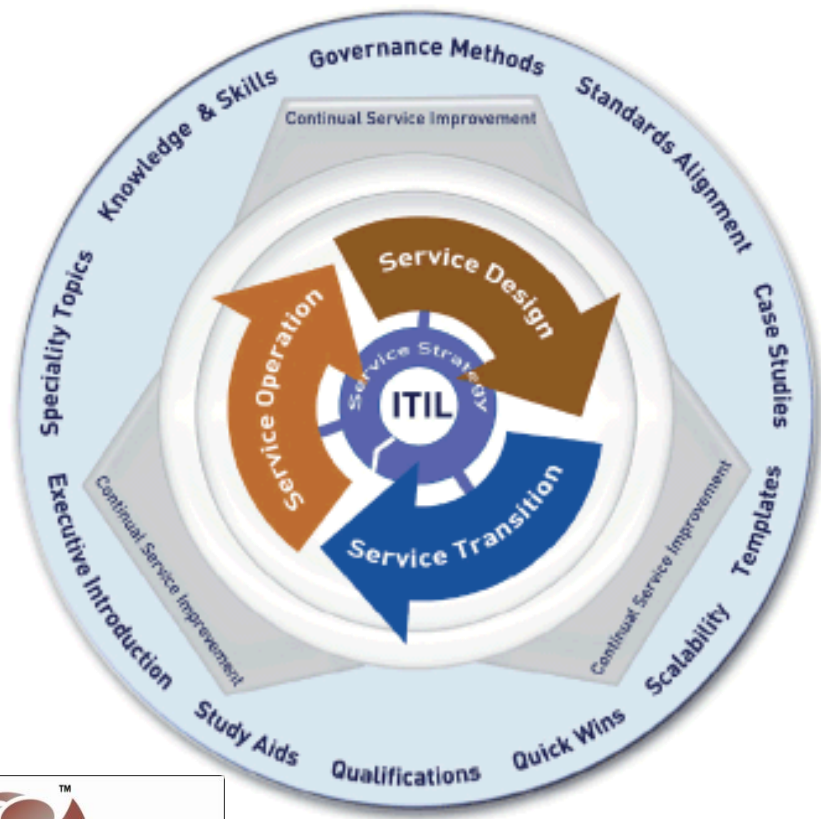 Governance Methods
Standards Alignment
Case Studies
Templates
Scalability
Quick Wins
Qualifications
Study Aids
Executive Introduction
Speciality Topics
Knowledge & Skills
Continual Service Improvement
Continual Service Improvement
Continual Service Improvement
Service Design
Service Transition
Service Operation
Service Strategy
ITIL
TM